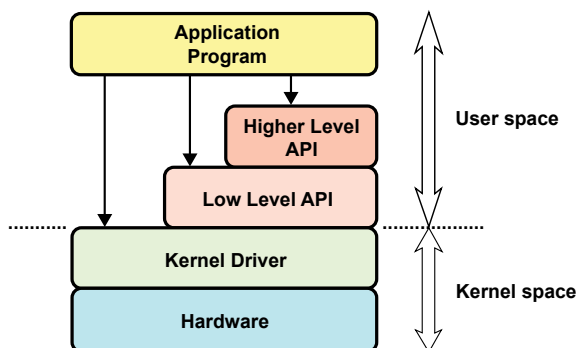 Application
Program
Higher Level
API
User space
Low Level API
Kernel Driver
Kernel space
Hardware